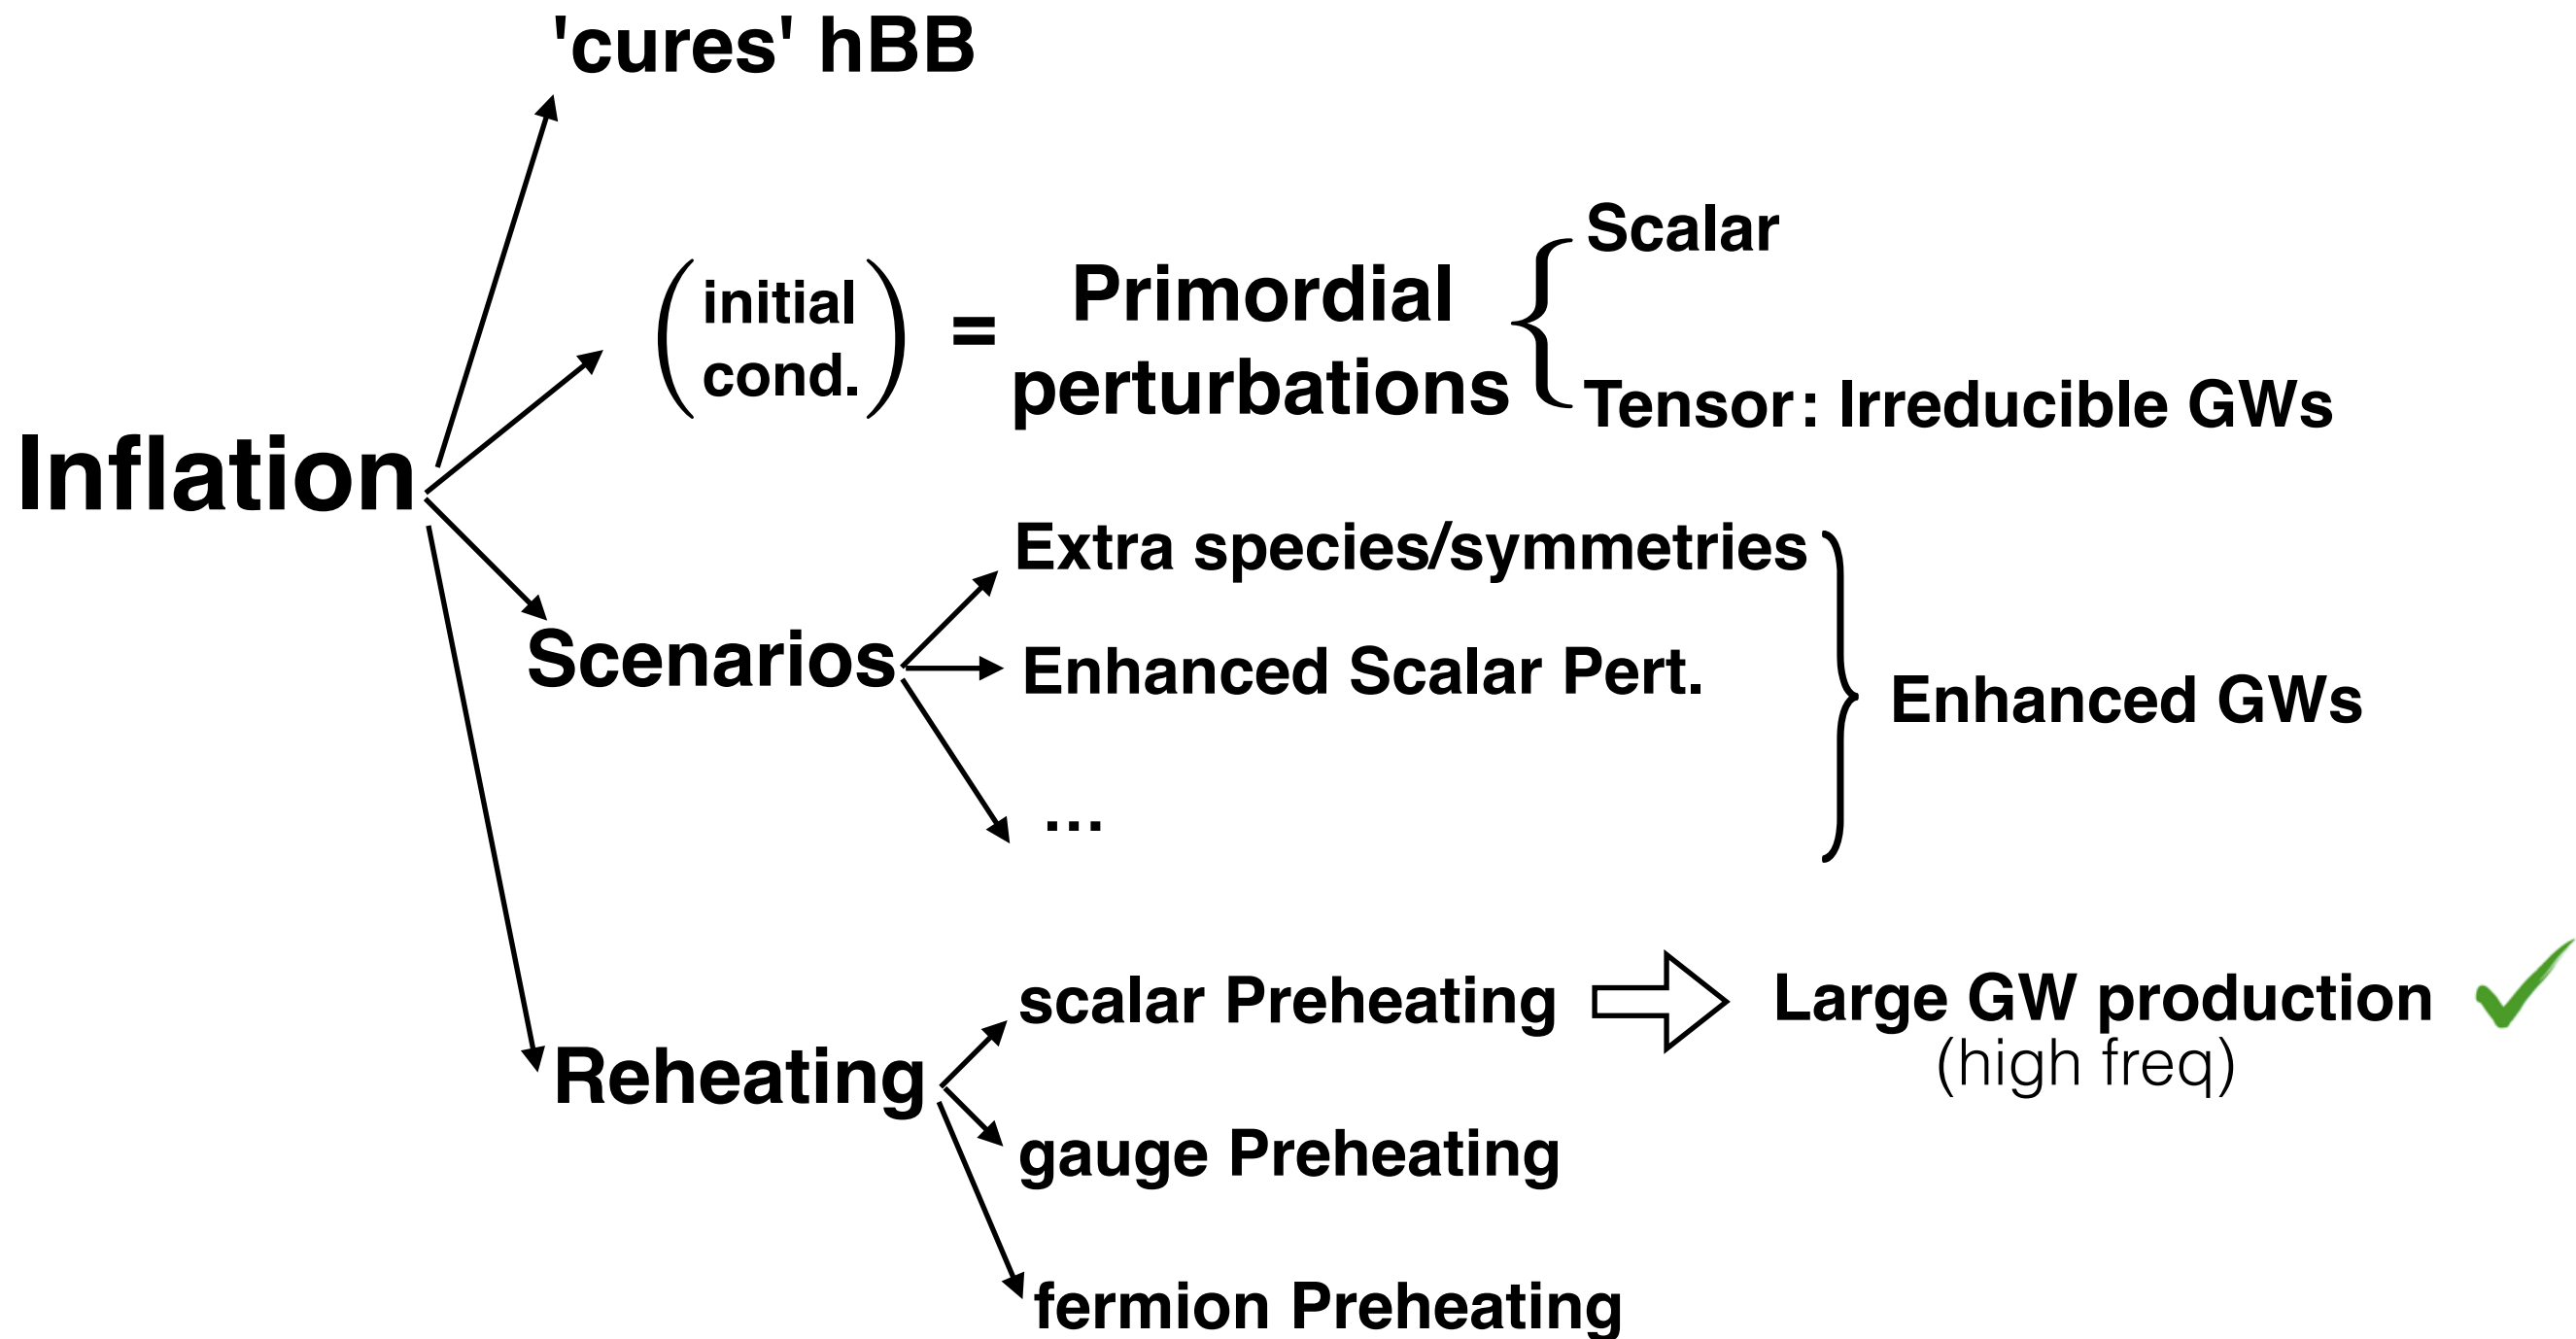 'cures' hBB
initial
cond.
=
Primordial
perturbations
Scalar
Tensor: Irreducible GWs
Inflation
Scenarios
Extra species/symmetries
Enhanced Scalar Pert.
...
Enhanced GWs
Reheating
scalar Preheating
Large GW production
(high freq)
gauge Preheating
fermion Preheating